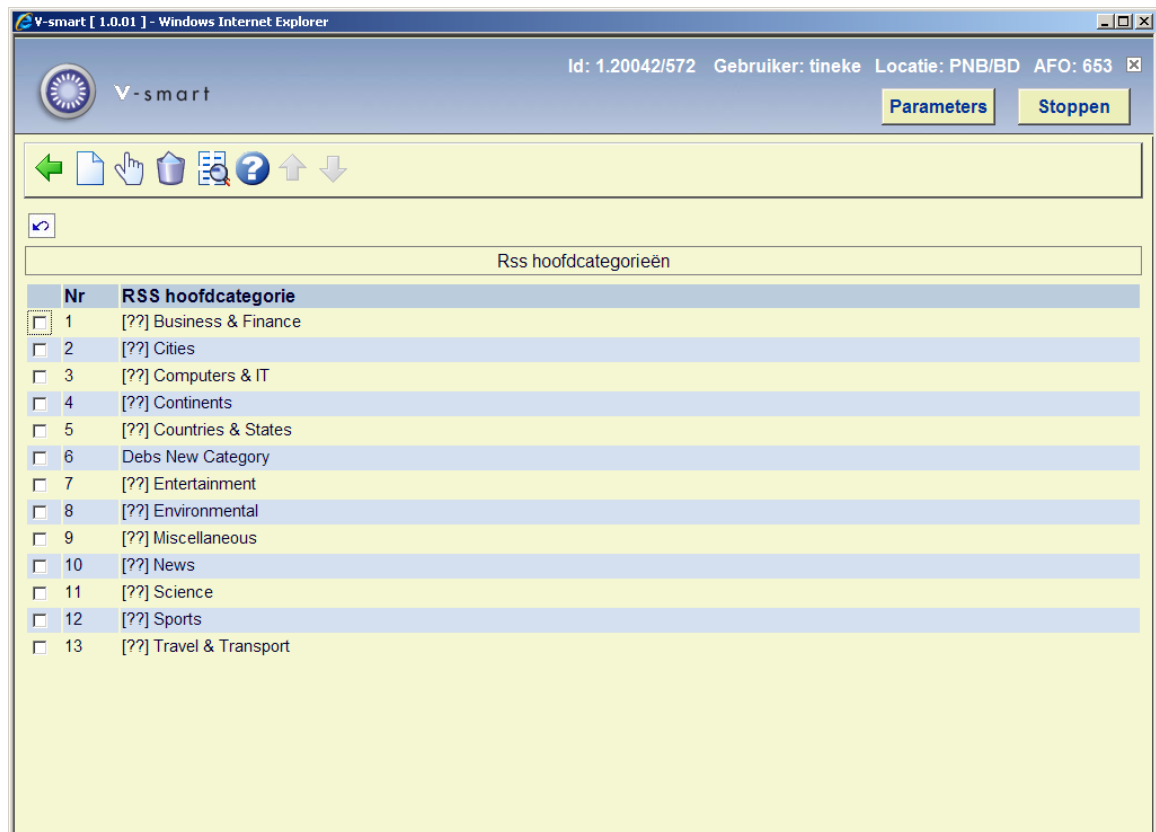 V-smart [ 1.0.01 ] - Windows Internet Explorer
Id: 1.20042/572 Gebruiker: tineke Locatie: PNB/BD AFO: 653
V-smart
Parameters Stoppen
Rss hoofdcategorieën
Nr RSS hoofdcategorie
1 [??] Business & Finance
2 [??] Cities
3 [??] Computers & IT
4 [??] Continents
5 [??] Countries & States
6 Debs New Category
7 [??] Entertainment
8 [??] Environmental
9 [??] Miscellaneous
10 [??] News
11 [??] Science
12 [??] Sports
13 [??] Travel & Transport